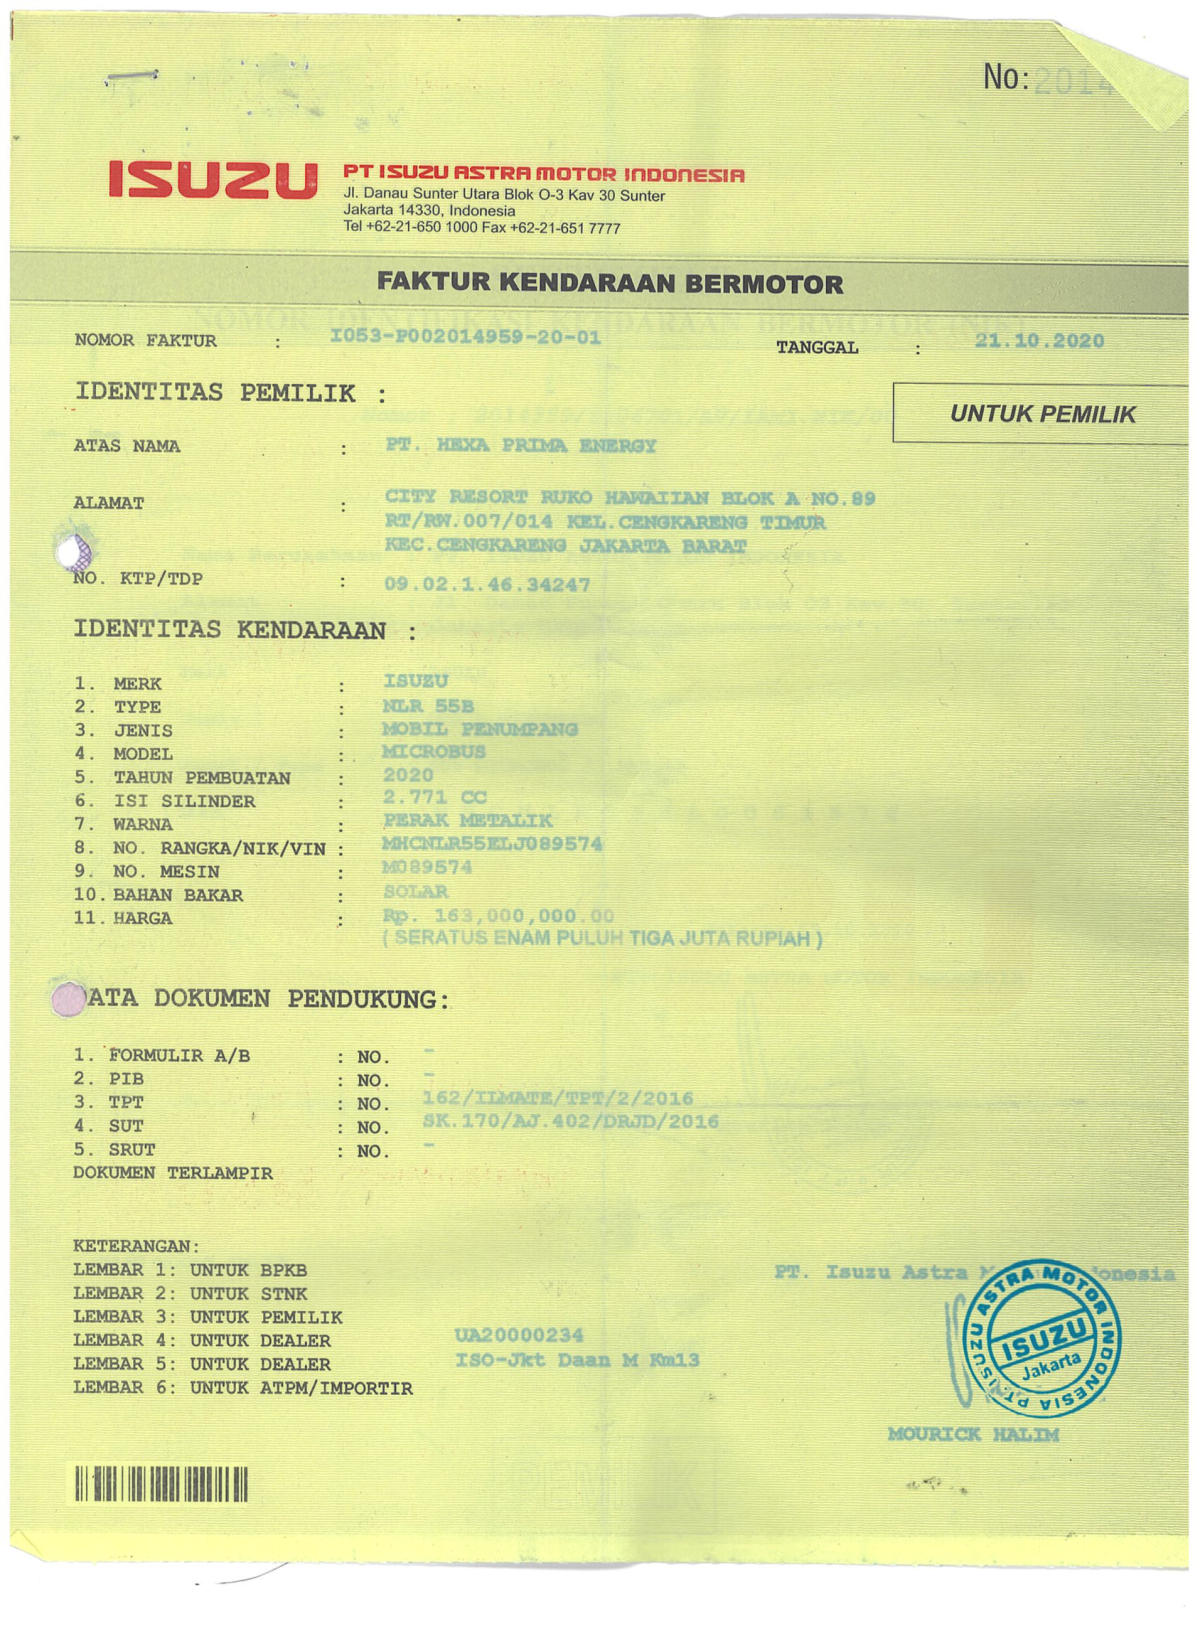 No: 2014
ISUZU
PT ISUZU ASTRA MOTOR INDONESIA
Jl. Danau Sunter Utara Blok O-3 Kav 30 Sunter
Jakarta 14330, Indonesia
Tel +62-21-650 1000 Fax +62-21-651 7777
FAKTUR KENDARAAN BERMOTOR
NOMOR FAKTUR : I053-P002014959-20-01
TANGGAL : 21.10.2020
IDENTITAS PEMILIK :
UNTUK PEMILIK
ATAS NAMA : PT. HEXA PRIMA ENERGY
ALAMAT : CITY RESORT RUKO HAWAIIAN BLOK A NO.89
RT/RW.007/014 KEL.CENGKARENG TIMUR
KEC.CENGKARENG JAKARTA BARAT
NO. KTP/TDP : 09.02.1.46.34247
IDENTITAS KENDARAAN :
1. MERK : ISUZU
2. TYPE : NLR 55B
3. JENIS : MOBIL PENUMPANG
4. MODEL : MICROBUS
5. TAHUN PEMBUATAN : 2020
6. ISI SILINDER : 2.771 CC
7. WARNA : PERAK METALIK
8. NO. RANGKA/NIK/VIN : MHCNLR55ELJ089574
9. NO. MESIN : M089574
10. BAHAN BAKAR : SOLAR
11. HARGA : Rp. 163,000,000.00
( SERATUS ENAM PULUH TIGA JUTA RUPIAH )
ATA DOKUMEN PENDUKUNG:
1. FORMULIR A/B : NO. -
2. PIB : NO. -
3. TPT : NO. 162/ILMATE/TPT/2/2016
4. SUT : NO. SK.170/AJ.402/DRJD/2016
5. SRUT : NO. -
DOKUMEN TERLAMPIR
KETERANGAN:
LEMBAR 1: UNTUK BPKB
LEMBAR 2: UNTUK STNK
LEMBAR 3: UNTUK PEMILIK
LEMBAR 4: UNTUK DEALER
LEMBAR 5: UNTUK DEALER
LEMBAR 6: UNTUK ATPM/IMPORTIR
UA20000234
ISO-Jkt Daan M Km13
PT. Isuzu Astra M onesia
PT ISUZU ASTRA MOTOR INDONESIA
ISUZU
Jakarta
MOURICK HALIM